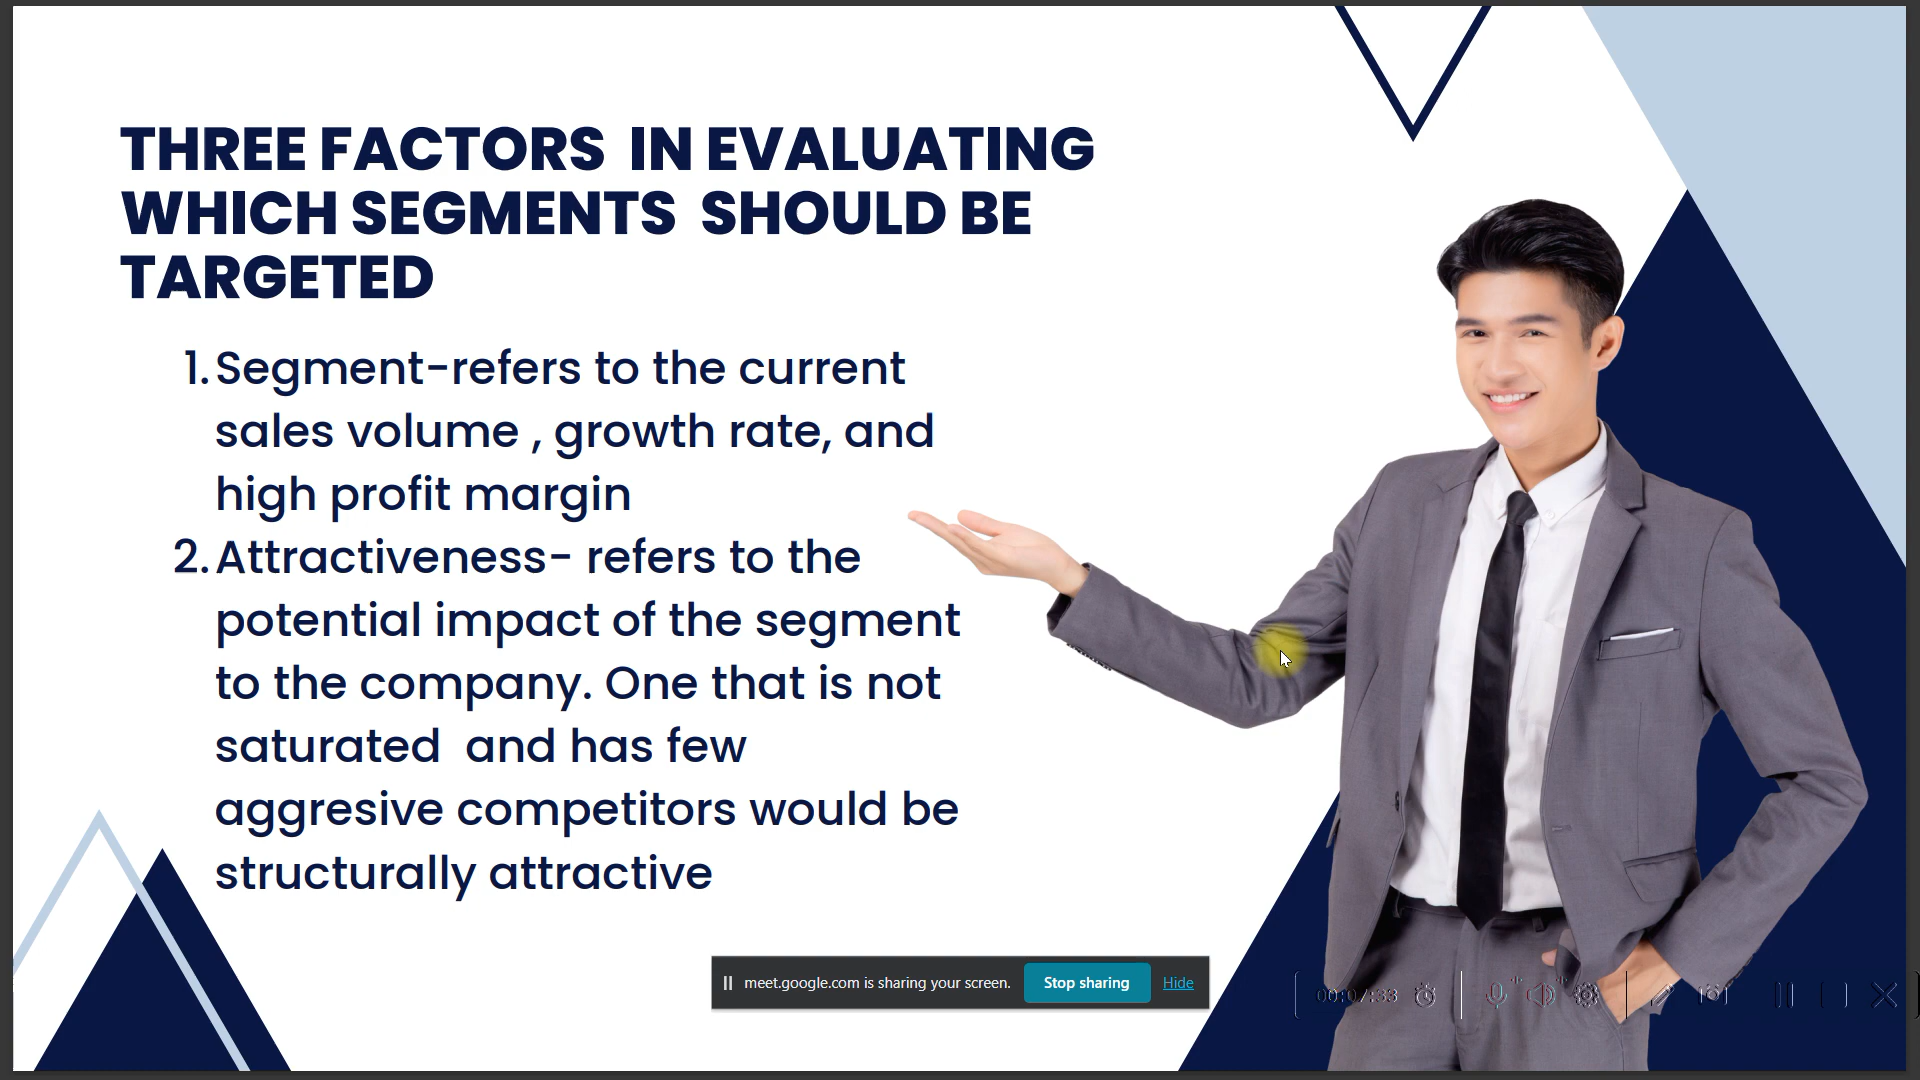 THREE FACTORS IN EVALUATING
WHICH SEGMENTS SHOULD BE
TARGETED
1. Segment-refers to the current
sales volume , growth rate, and
high profit margin
2. Attractiveness- refers to the
potential impact of the segment
to the company. One that is not
saturated and has few
aggresive competitors would be
structurally attractive
meet.google.com is sharing your screen. Stop sharing Hide